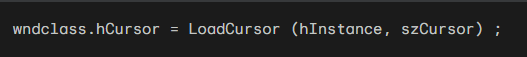 wndclass.hCursor = LoadCursor (hInstance, szCursor) ;